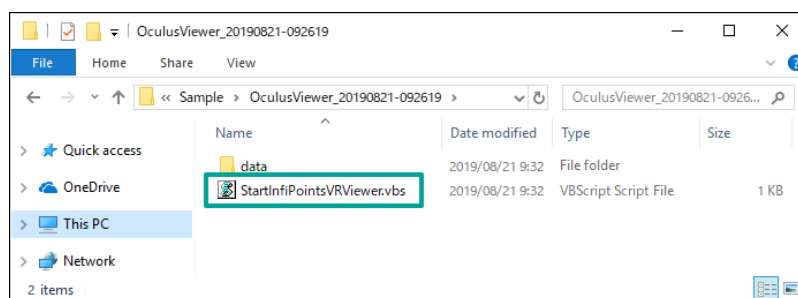 OculusViewer_20190821-092619
File Home Share View
« Sample > OculusViewer_20190821-092619 > OculusViewer_20190821-0926...
Name Date modified Type Size
Quick access
data 2019/08/21 9:32 File folder
OneDrive
StartInfiPointsVRViewer.vbs 2019/08/21 9:32 VBScript Script File 1 KB
This PC
Network
2 items